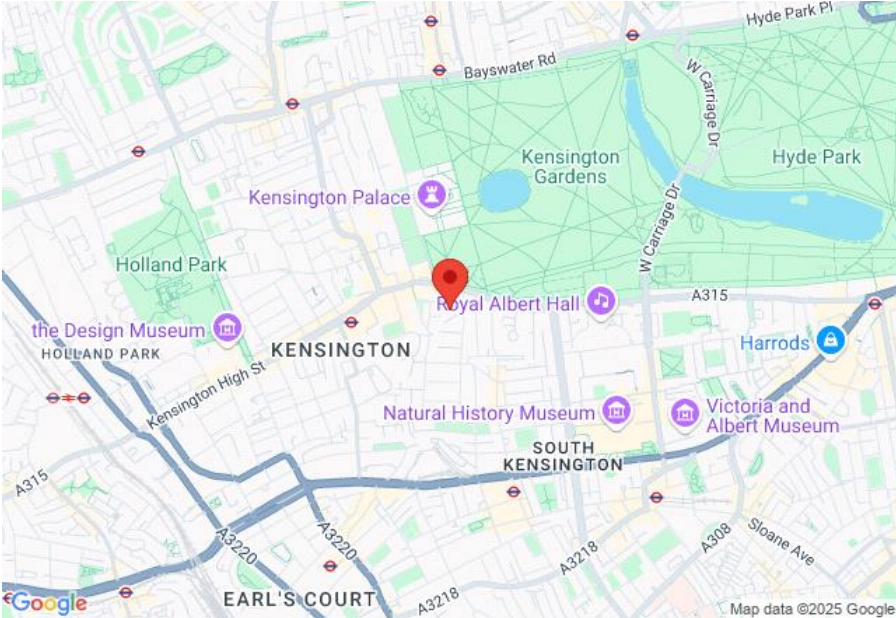 Hyde Park Pl
Bayswater Rd
W Carriage Dr
Kensington
Gardens
Hyde Park
Kensington Palace
W Carriage Dr
Holland Park
Royal Albert Hall
A315
the Design Museum
HOLLAND PARK
KENSINGTON
Harrods
Kensington High St
Natural History Museum
Victoria and
Albert Museum
SOUTH
KENSINGTON
A315
A3220
A3220
A3218
A308
Sloane Ave
EARL'S COURT
A3218
Google
Map data ©2025 Google